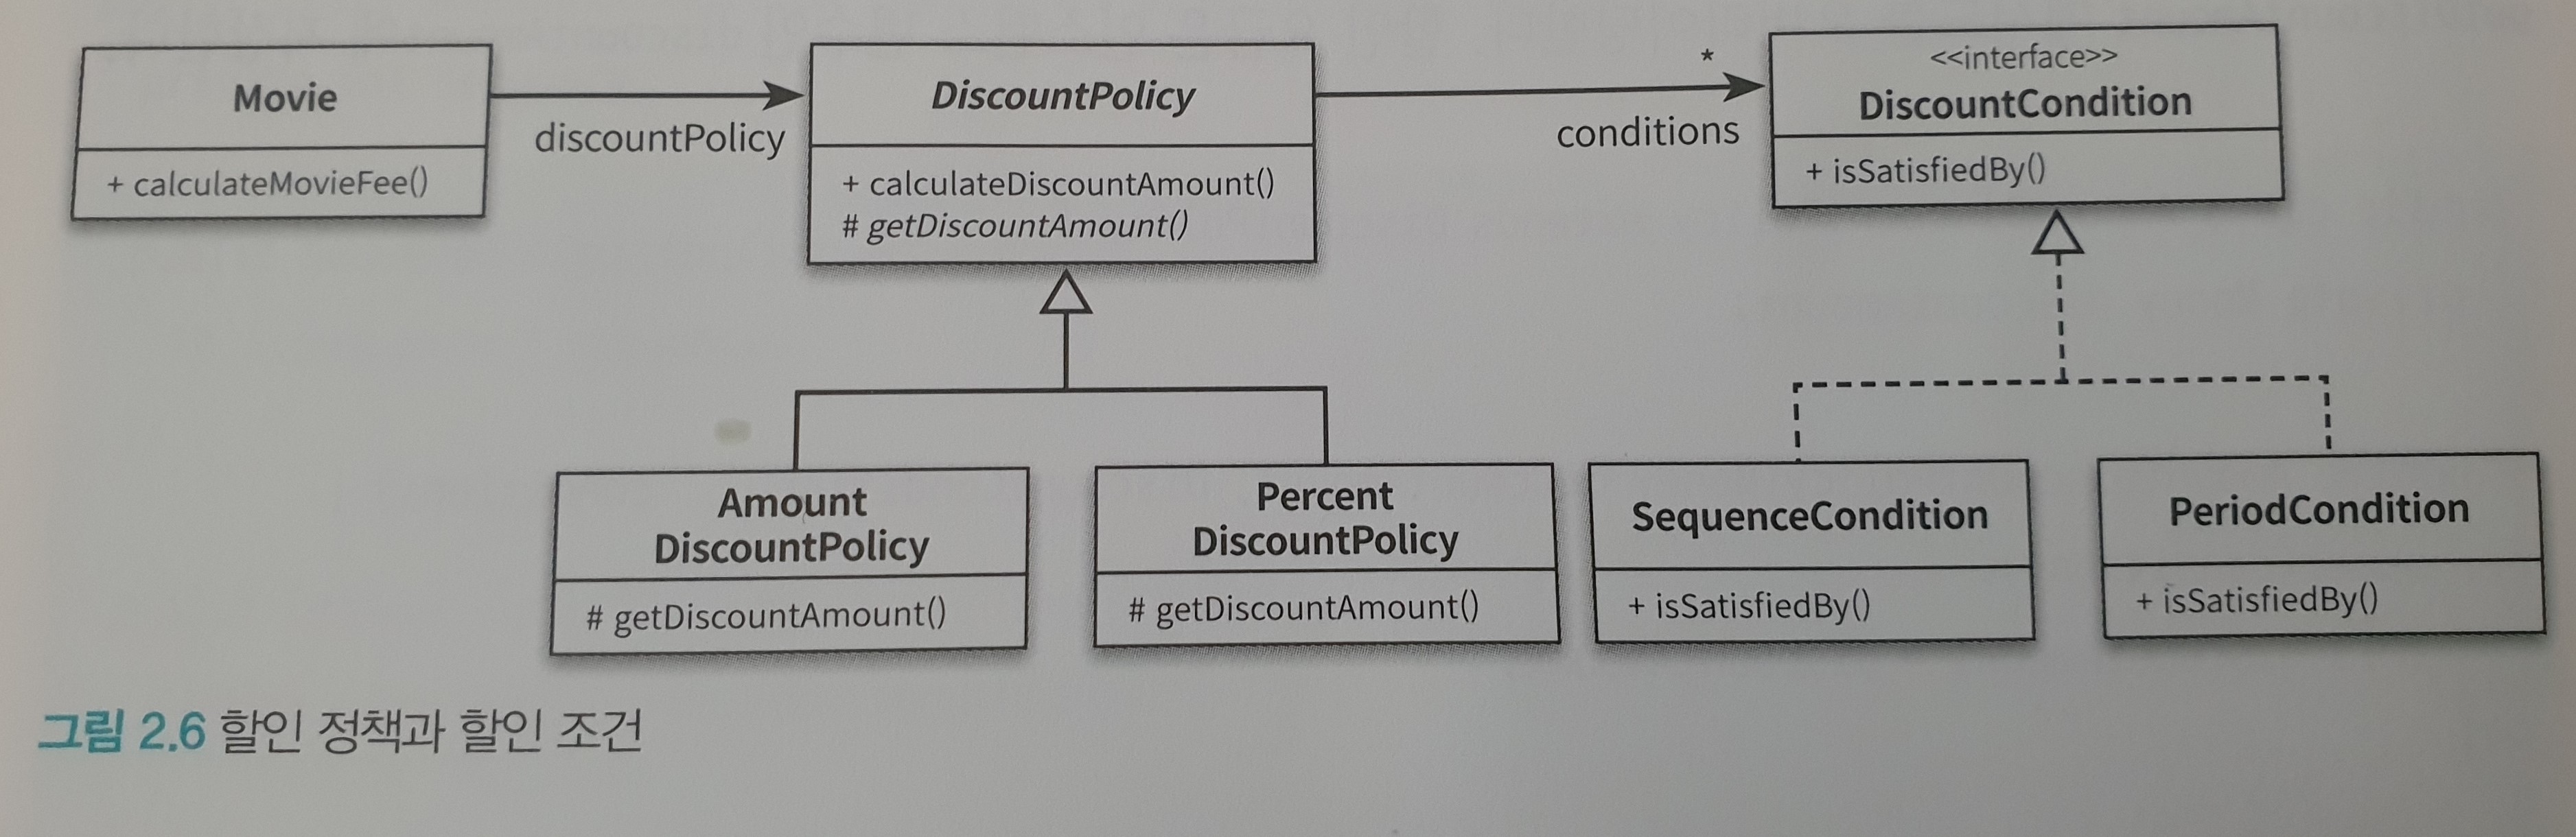 Movie
+ calculateMovieFee()
discountPolicy
DiscountPolicy
+ calculateDiscountAmount()
# getDiscountAmount()
*
conditions
<<interface>>
DiscountCondition
+ isSatisfiedBy()
Amount
DiscountPolicy
# getDiscountAmount()
Percent
DiscountPolicy
# getDiscountAmount()
SequenceCondition
+ isSatisfiedBy()
PeriodCondition
+ isSatisfiedBy()
그림 2.6 할인 정책과 할인 조건